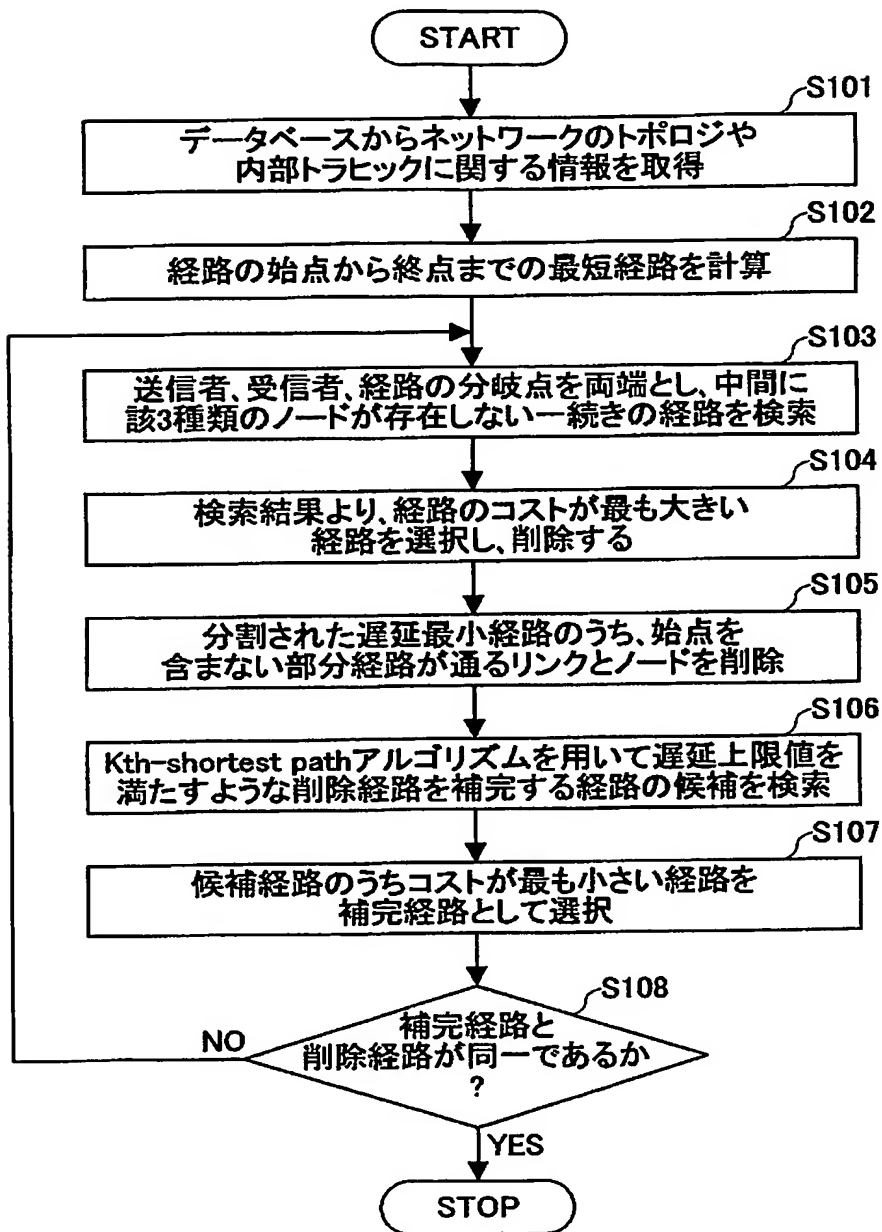 START
S101
データベースからネットワークのトポロジや
内部トラヒックに関する情報を取得
S102
経路の始点から終点までの最短経路を計算
S103
送信者、受信者、経路の分岐点を両端とし、中間に
該3種類のノードが存在しない一続きの経路を検索
S104
検索結果より、経路のコストが最も大きい
経路を選択し、削除する
S105
分割された遅延最小経路のうち、始点を
含まない部分経路が通るリンクとノードを削除
S106
Kth-shortest pathアルゴリズムを用いて遅延上限値を
満たすような削除経路を補完する経路の候補を検索
S107
候補経路のうちコストが最も小さい経路を
補完経路として選択
S108
補完経路と
削除経路が同一であるか
?
NO
YES
STOP